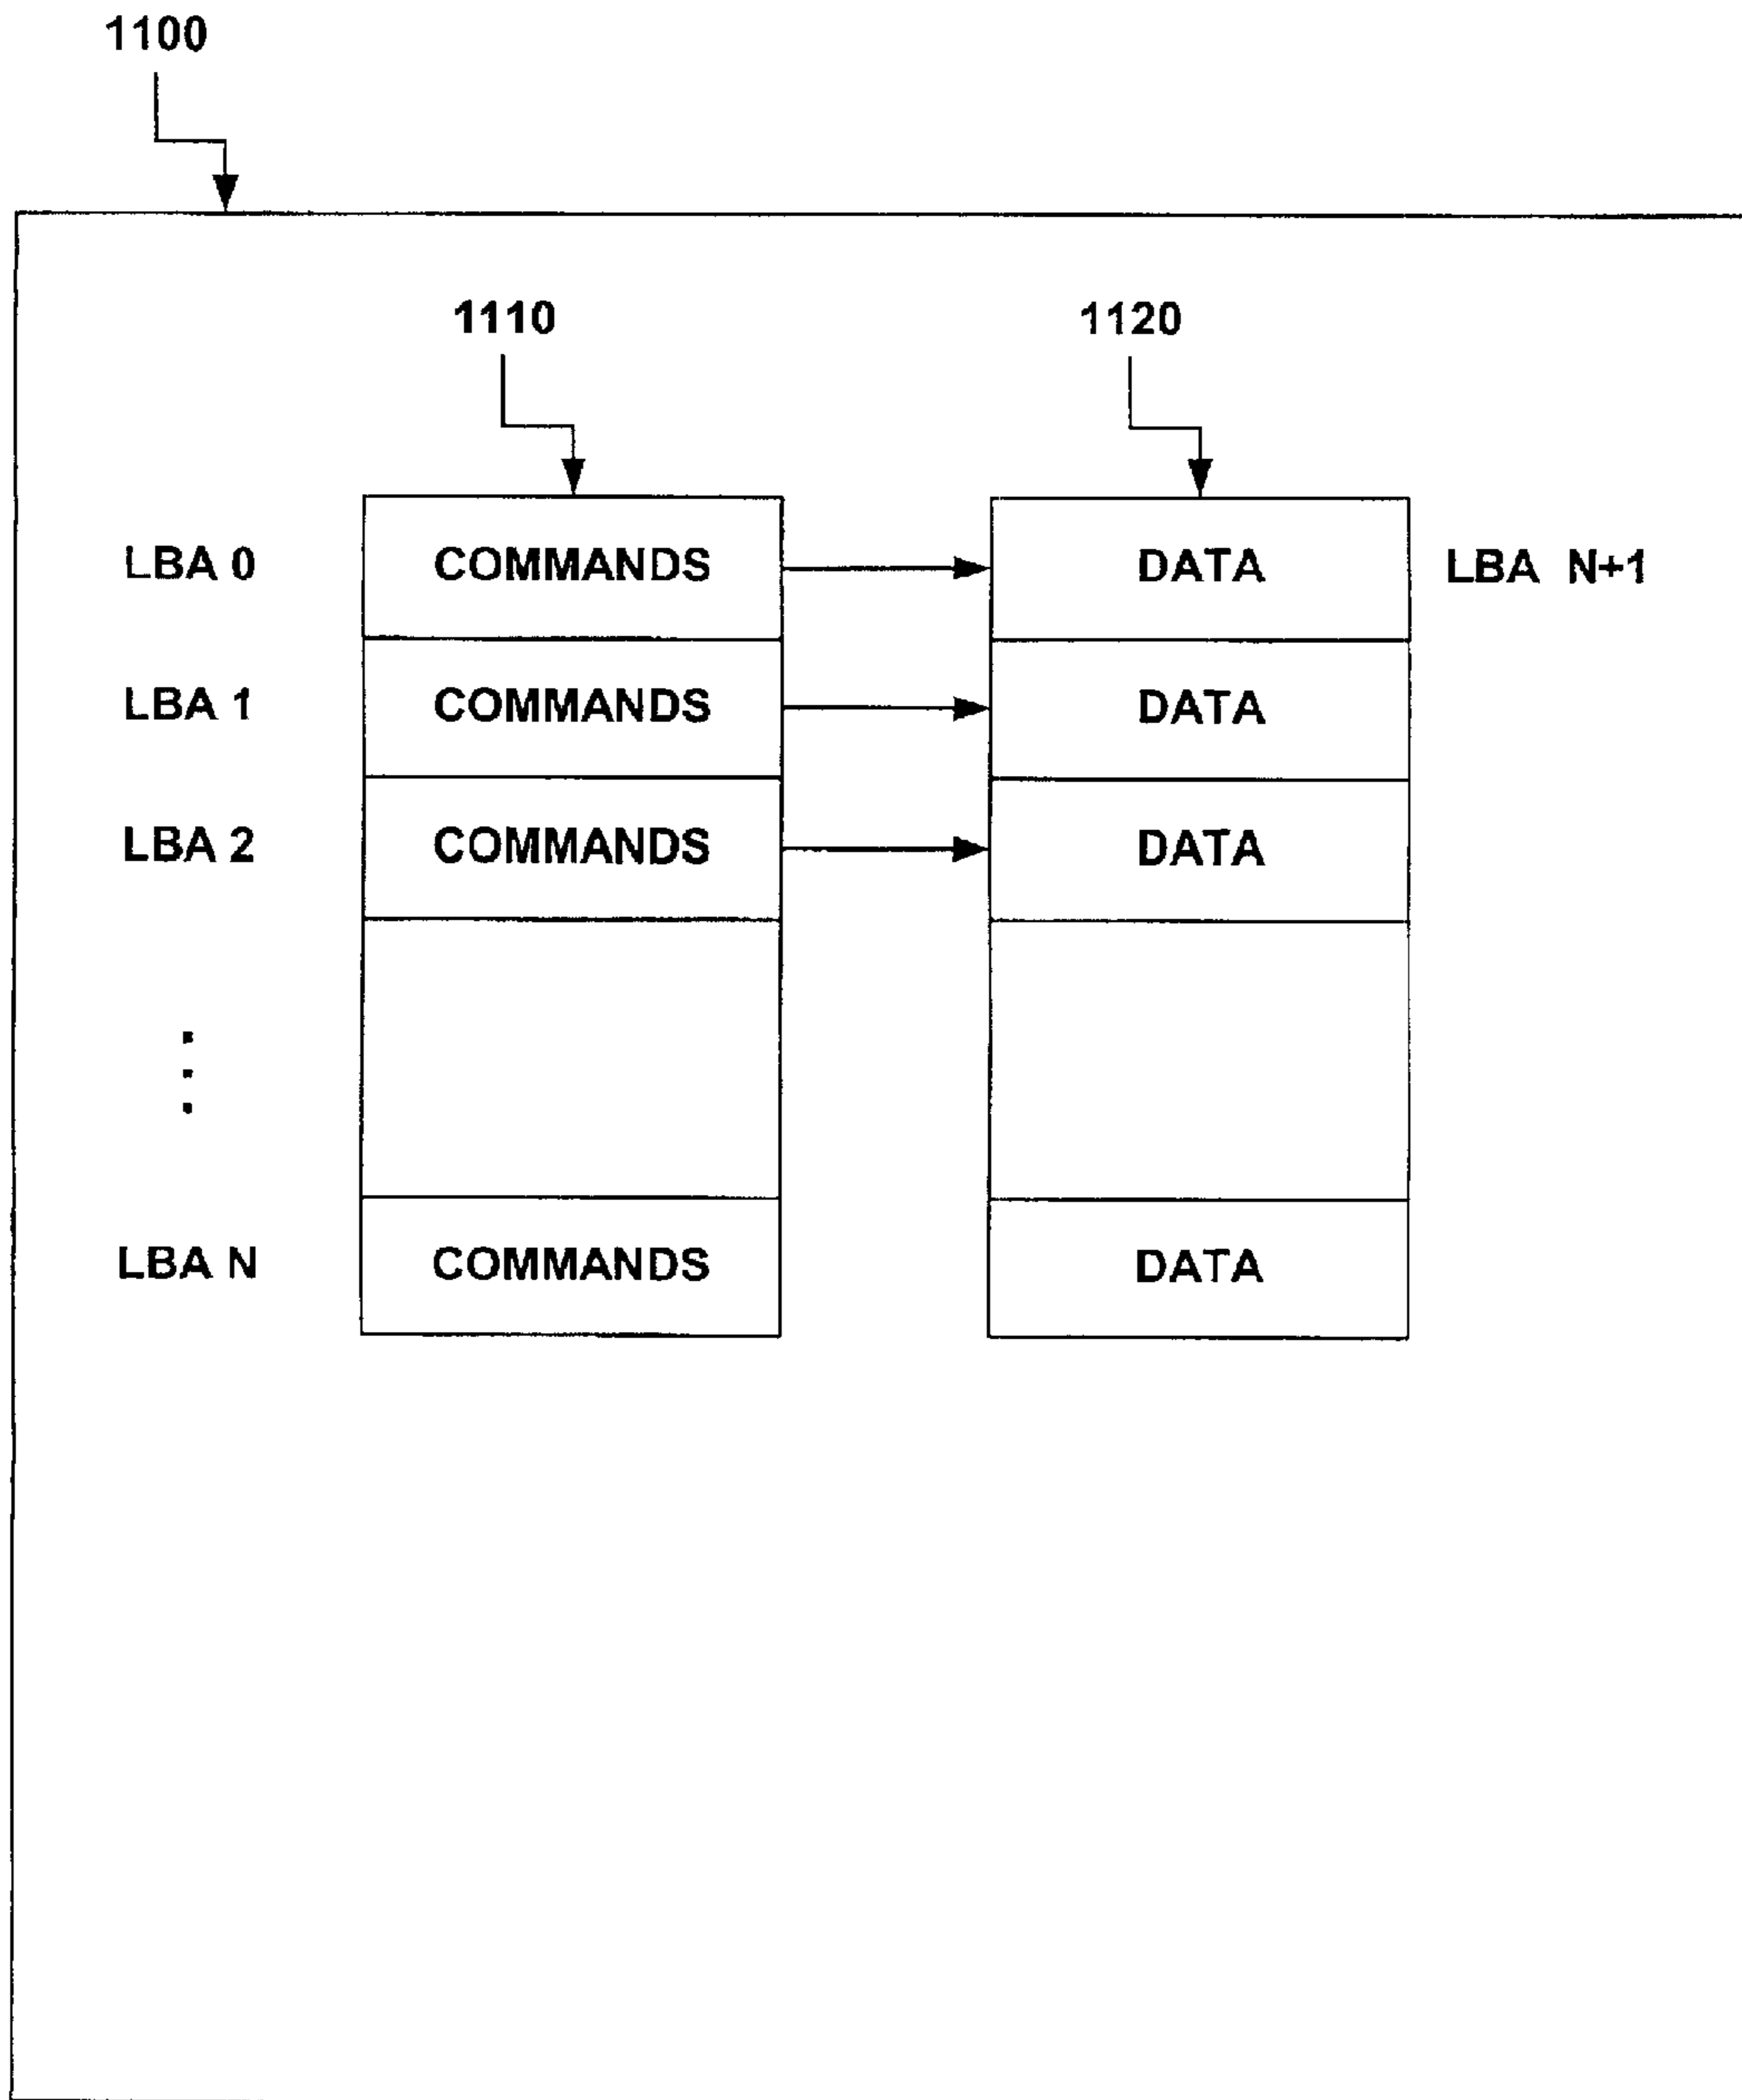 1100
1110 1120
LBA 0 COMMANDS DATA LBA N+1
LBA 1 COMMANDS DATA
LBA 2 COMMANDS DATA
LBA N COMMANDS DATA